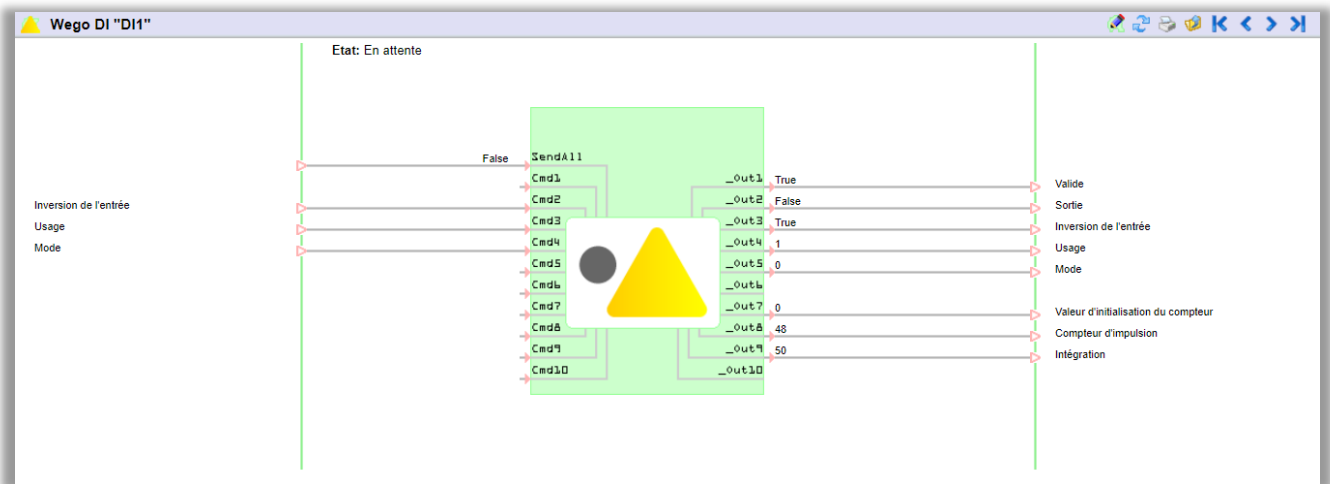 Wego DI "DI1"
Etat: En attente
False SendAll
Cmd1 _Out1 True Valide
Inversion de l'entrée Cmd2 _Out2 False Sortie
Usage Cmd3 _Out3 True Inversion de l'entrée
Mode Cmd4 _Out4 1 Usage
Cmd5 _Out5 0 Mode
Cmd6 _Out6
Cmd7 _Out7 0 Valeur d'initialisation du compteur
Cmd8 _Out8 48 Compteur d'impulsion
Cmd9 _Out9 50 Intégration
Cmd10 _Out10